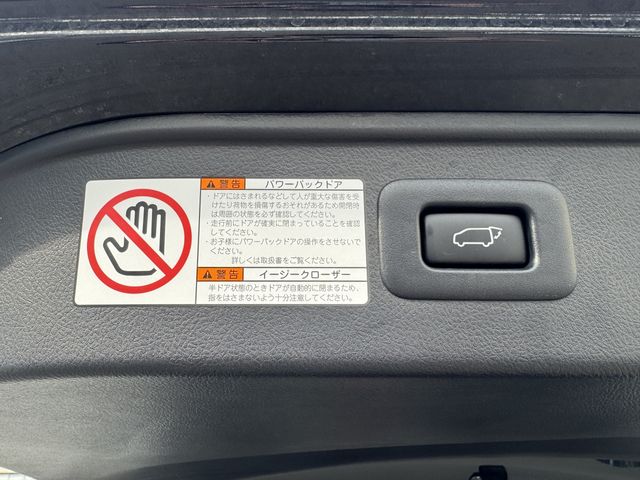 警告 パワーバックドア
・ドアにはさまれるなどして人が重大な傷害を受
けたり荷物を損傷するおそれがあるため開閉時
は周囲の状態を必ず確認してください。
・走行前にドアが確実に閉まっていることを確認
してください。
・お子様にパワーバックドアの操作をさせないで
ください。
詳しくは取扱書をご覧ください。
警告 イージークローザー
半ドア状態のときドアが自動的に閉まるため、
指をはさまないよう十分注意してください。